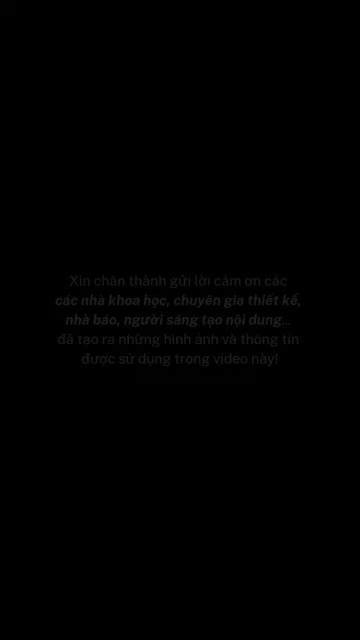 Xin chân thành gửi lời cảm ơn các
các nhà khoa học, chuyên gia thiết kế,
nhà báo, người sáng tạo nội dung...
đã tạo ra những hình ảnh và thông tin
được sử dụng trong video này!